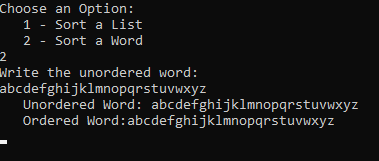 Choose an Option:
1 - Sort a List
2 - Sort a Word
2
Write the unordered word:
abcdefghijklmnopqrstuvwxyz
Unordered Word: abcdefghijklmnopqrstuvwxyz
Ordered Word:abcdefghijklmnopqrstuvwxyz